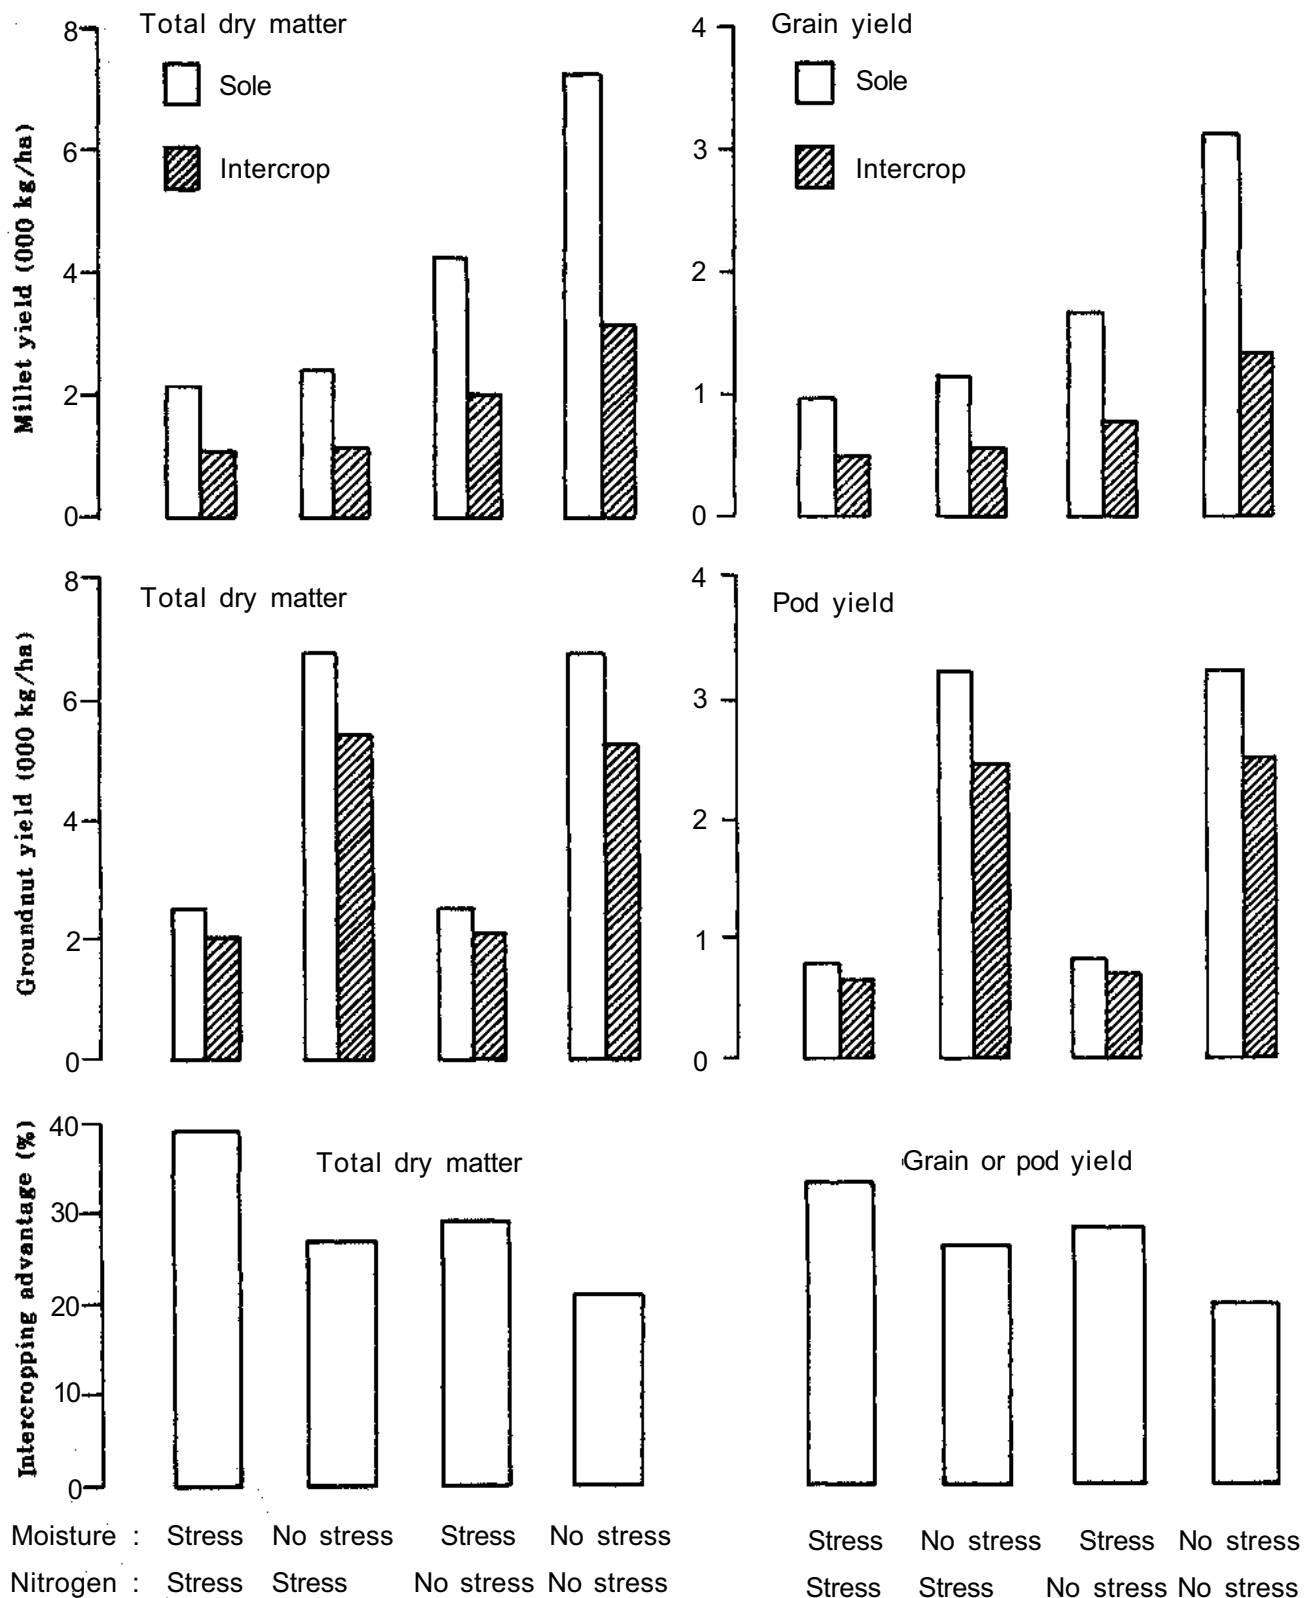 Total dry matter
Sole
Intercrop
Millet yield (000 kg/ha)
8
6
4
2
0
Grain yield
Sole
Intercrop
4
3
2
1
0
Total dry matter
Groundnut yield (000 kg/ha)
8
6
4
2
0
Pod yield
4
3
2
1
0
Total dry matter
Intercropping advantage (%)
40
30
20
10
0
Grain or pod yield
Moisture : Stress No stress Stress No stress
Nitrogen : Stress Stress No stress No stress
Stress No stress Stress No stress
Stress Stress No stress No stress